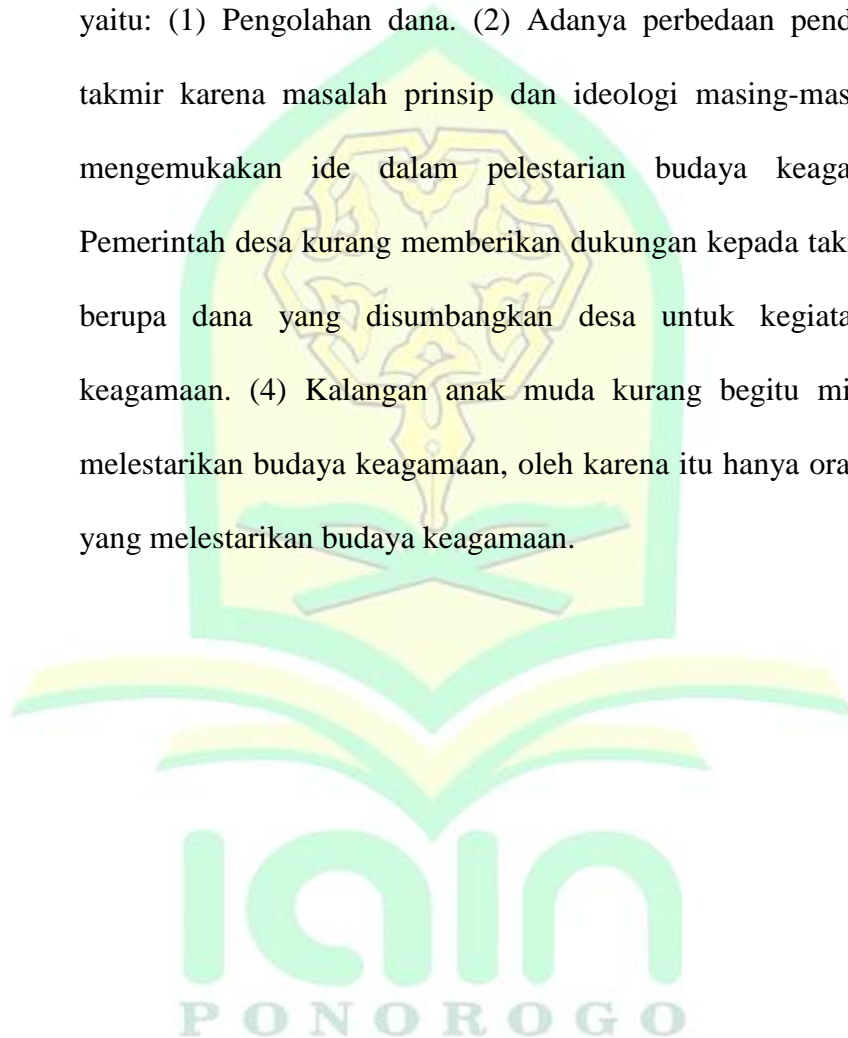 yaitu: (1) Pengolahan dana. (2) Adanya perbedaan pend
takmir karena masalah prinsip dan ideologi masing-mas
mengemukakan ide dalam pelestarian budaya keaga
Pemerintah desa kurang memberikan dukungan kepada tak
berupa dana yang disumbangkan desa untuk kegiata
keagamaan. (4) Kalangan anak muda kurang begitu mi
melestarikan budaya keagamaan, oleh karena itu hanya ora
yang melestarikan budaya keagamaan.
iain
PONOROGO